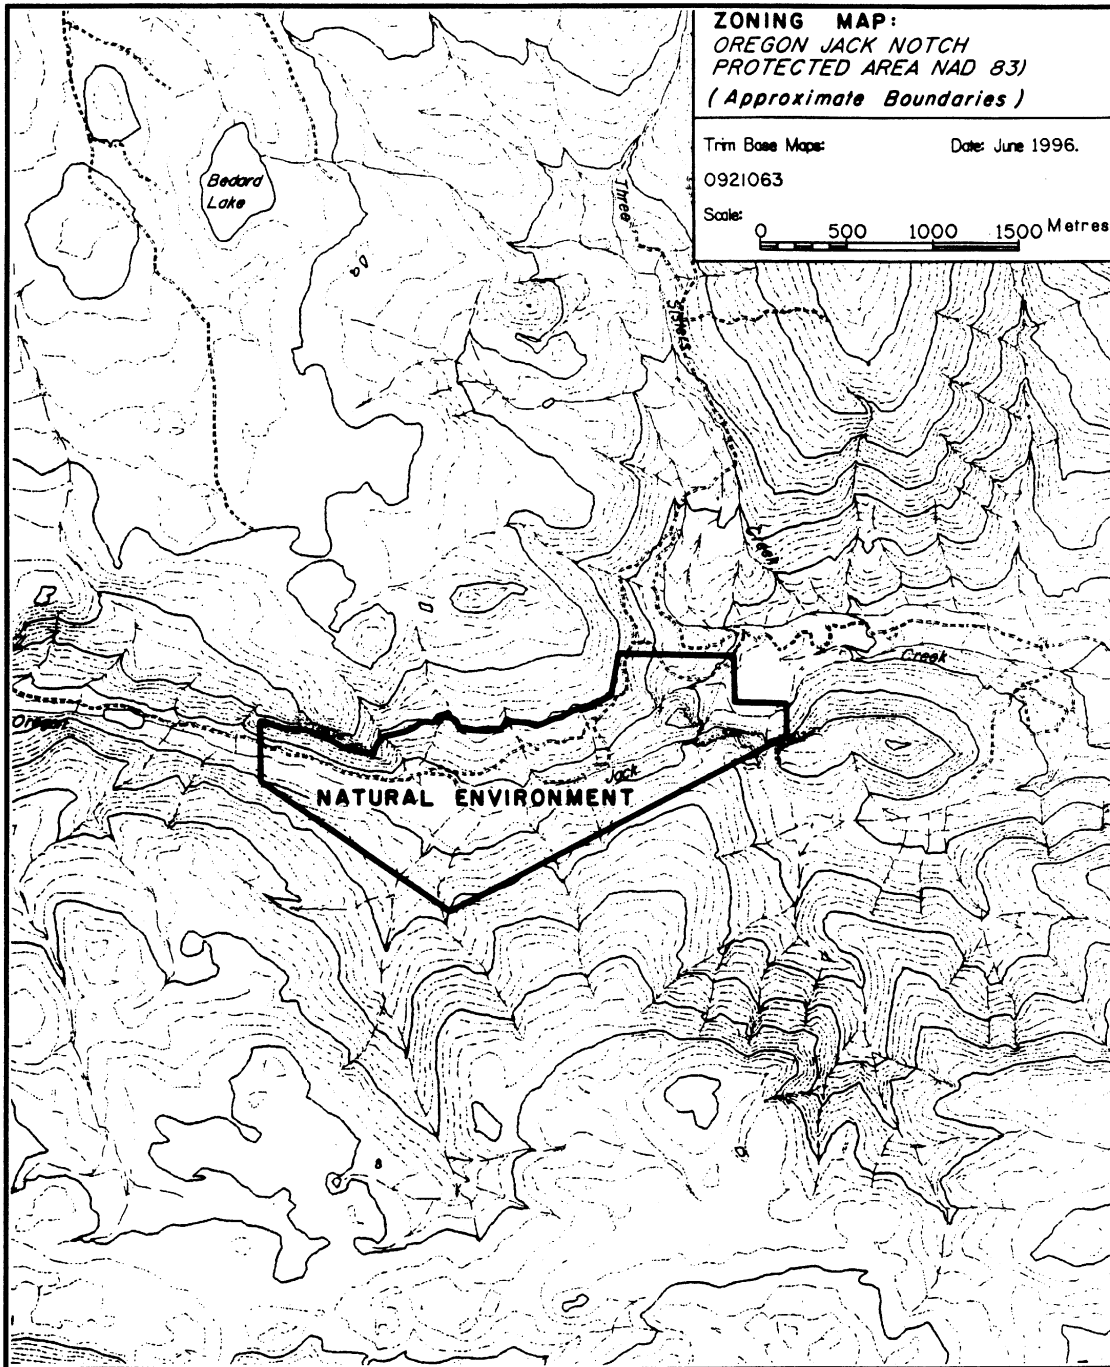 ZONING MAP:
OREGON JACK NOTCH
PROTECTED AREA NAD 83)
(Approximate Boundaries)
Trim Base Maps: Date: June 1996.
0921063
Scale:
0 500 1000 1500 Metres
Bedard
Lake
Three
Sisters
Creek
Creek
Oregon
Jack
NATURAL ENVIRONMENT